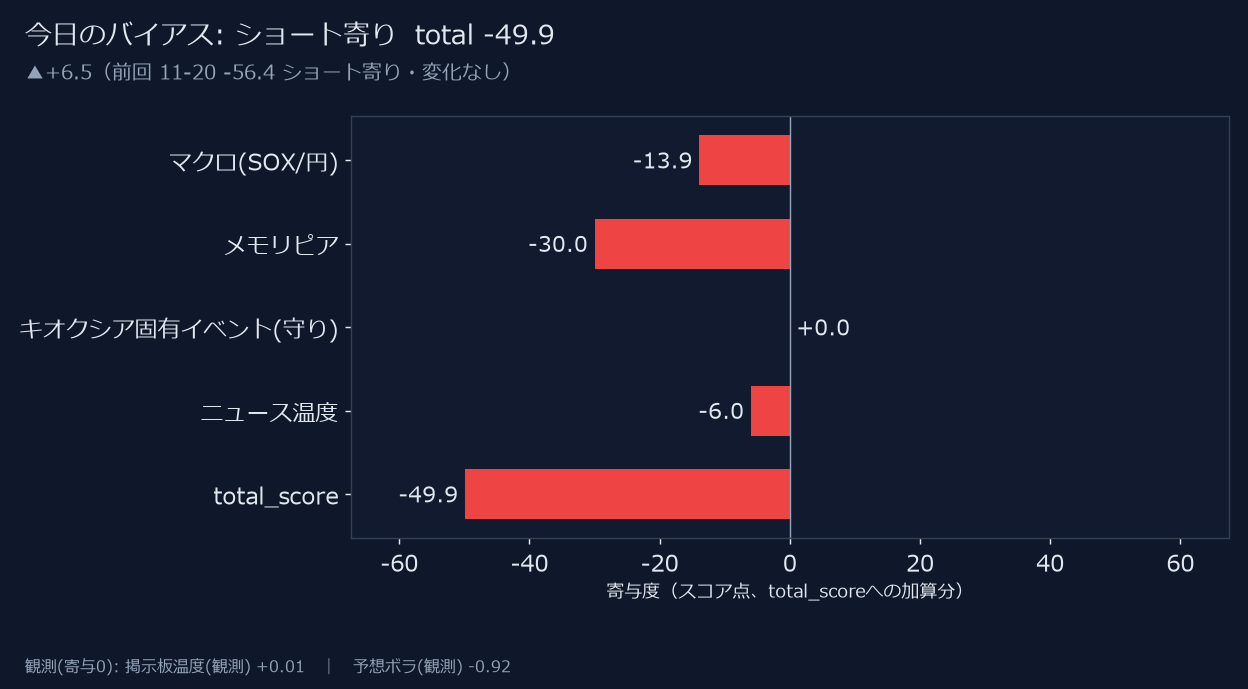 今日のバイアス: ショート寄り  total -49.9
▲+6.5（前回 11-20 -56.4 ショート寄り・変化なし）
マクロ(SOX/円)
-13.9
メモリピア
-30.0
キオクシア固有イベント(守り)
+0.0
ニュース温度
-6.0
total_score
-49.9
-60 -40 -20 0 20 40 60
寄与度（スコア点、total_scoreへの加算分）
観測(寄与0): 掲示板温度(観測) +0.01 ｜ 予想ボラ(観測) -0.92